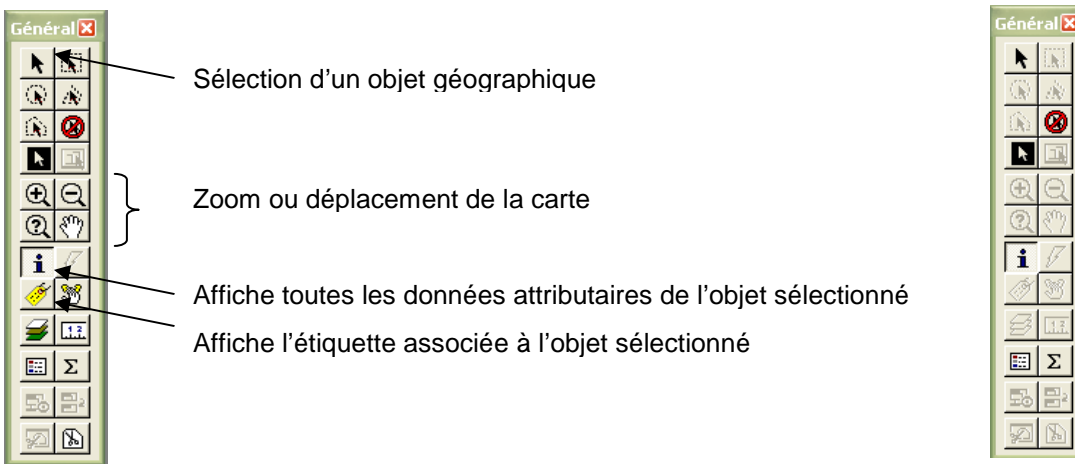 Général
Général
Sélection d'un objet géographique
Zoom ou déplacement de la carte
Affiche toutes les données attributaires de l'objet sélectionné
Affiche l'étiquette associée à l'objet sélectionné